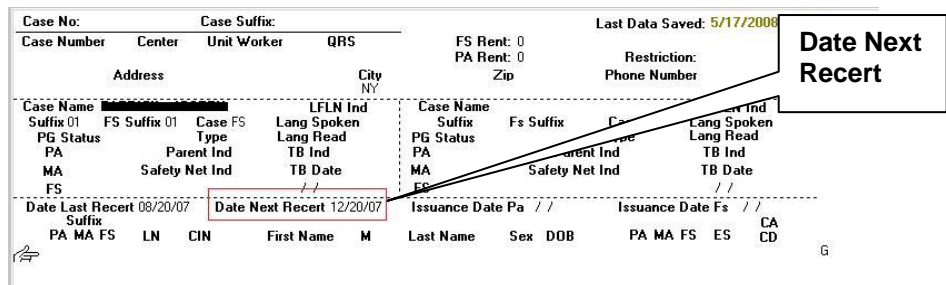 Case No: Case Suffix: Last Data Saved: 5/17/2008
Case Number Center Unit Worker QRS FS Rent: 0
PA Rent: 0 Restriction:
Address City Zip Phone Number
NY
Date Next
Recert
Case Name LFLN Ind Case Name Ind
Suffix 01 FS Suffix 01 Case FS Lang Spoken Suffix Fs Suffix Lang Spoken
PG Status Type Lang Read PG Status Lang Read
PA Parent Ind TB Ind PA Ind TB Ind
MA Safety Net Ind TB Date MA Safety Net Ind TB Date
FS / / FS / /
Date Last Recert 08/20/07 Date Next Recert 12/20/07 Issuance Date Pa / / Issuance Date Fs / /
Suffix CA
PA MA FS LN CIN First Name M Last Name Sex DOB PA MA FS ES CD
G